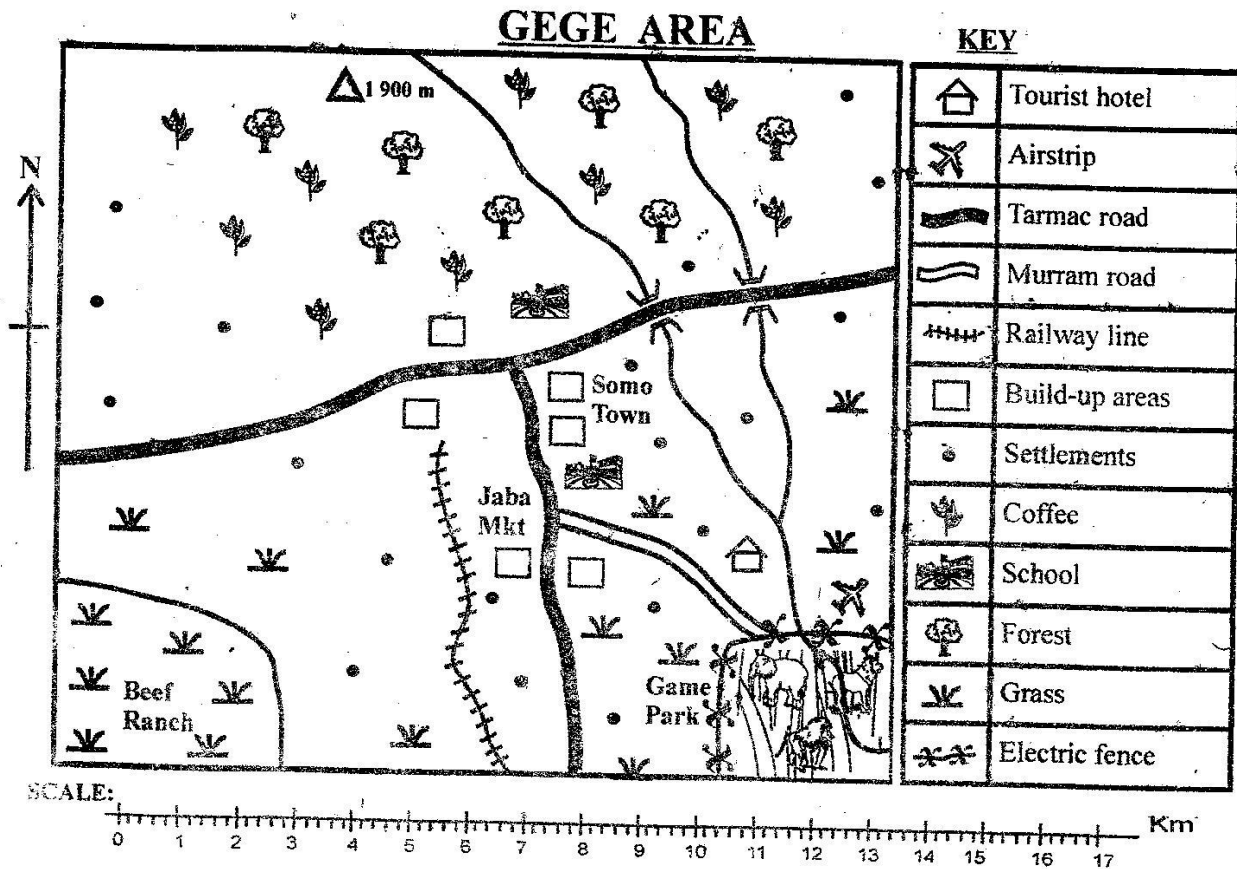 GEGE AREA
KEY
1 900 m
N
Somo
Town
Jaba
Mkt
Beef
Ranch
Game
Park
Tourist hotel
Airstrip
Tarmac road
Murram road
Railway line
Build-up areas
Settlements
Coffee
School
Forest
Grass
Electric fence
SCALE:
0 1 2 3 4 5 6 7 8 9 10 11 12 13 14 15 16 17 Km